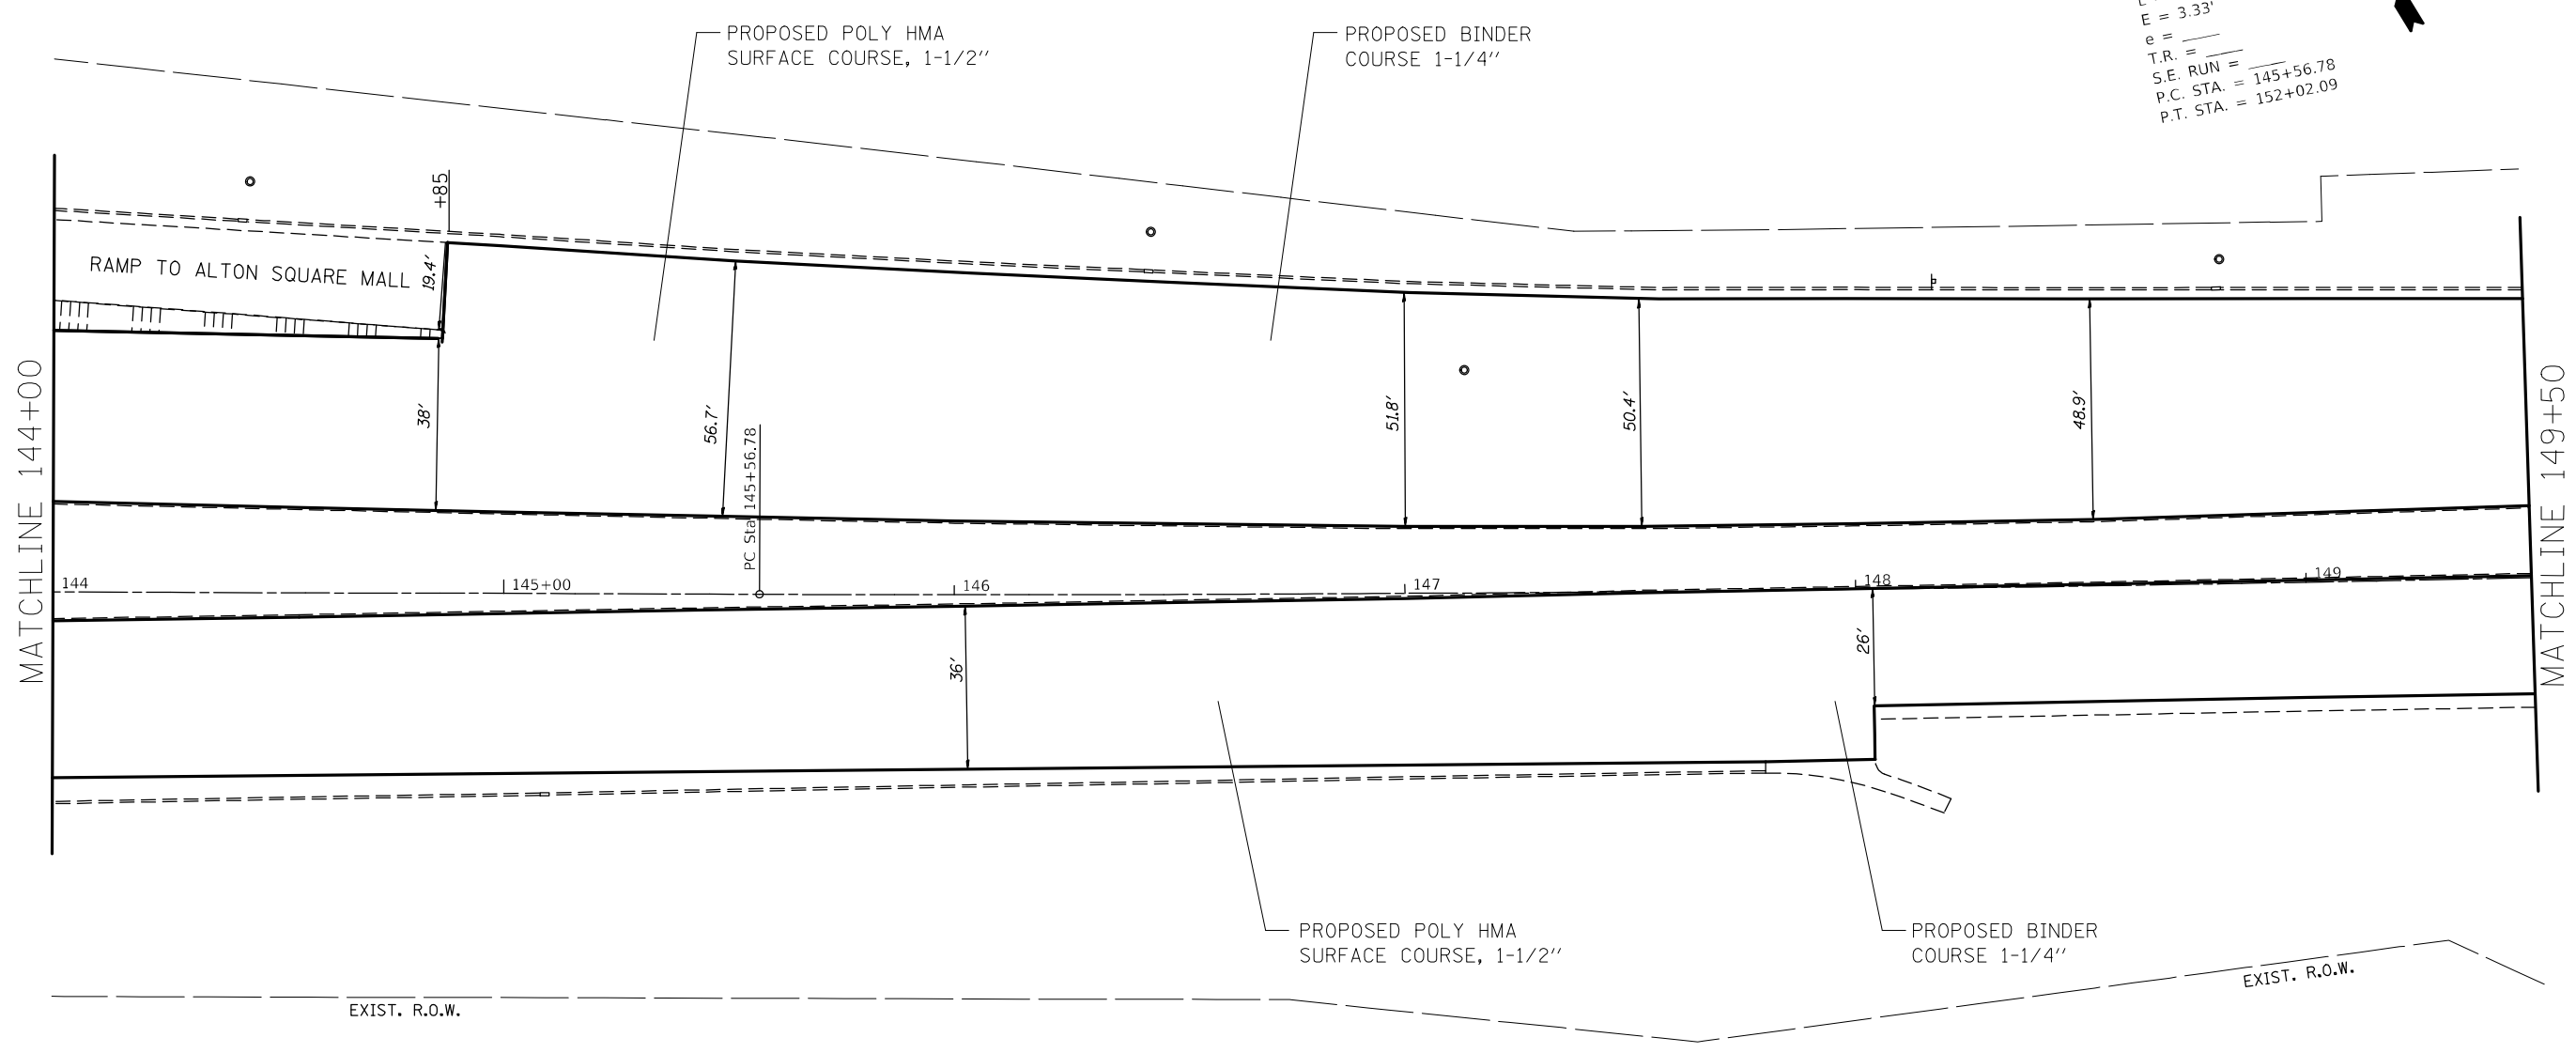 PROPOSED POLY HMA
SURFACE COURSE, 1-1/2"
PROPOSED BINDER
COURSE 1-1/4"
E = 3.33'
e = ____
T.R. = ____
S.E. RUN = ____
P.C. STA. = 145+56.78
P.T. STA. = 152+02.09
+85
RAMP TO ALTON SQUARE MALL
19.4'
MATCHLINE 144+00
38'
56.7'
PC Sta 145+56.78
51.8'
50.4'
48.9'
MATCHLINE 149+50
144
145+00
146
147
148
149
36'
26'
PROPOSED POLY HMA
SURFACE COURSE, 1-1/2"
PROPOSED BINDER
COURSE 1-1/4"
EXIST. R.O.W.
EXIST. R.O.W.